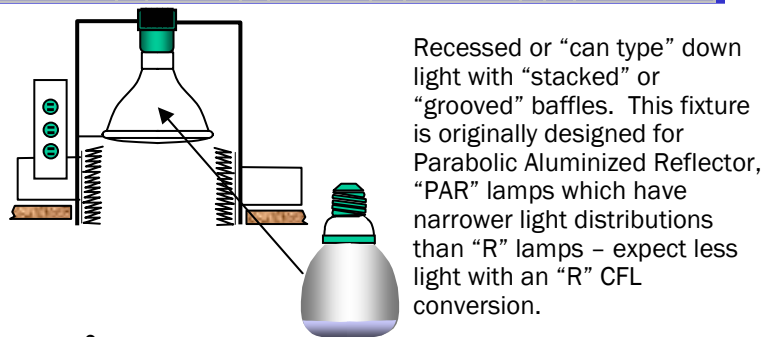 Recessed or “can type” down
light with “stacked” or
“grooved” baffles.  This fixture
is originally designed for
Parabolic Aluminized Reflector,
“PAR” lamps which have
narrower light distributions
than “R” lamps – expect less
light with an “R” CFL
conversion.